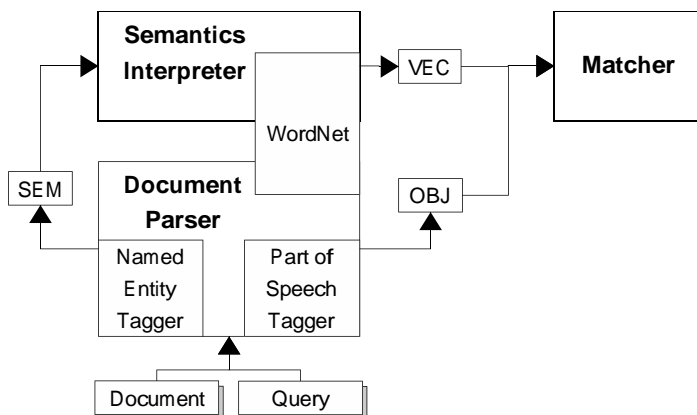 Semantics
Interpreter
VEC
Matcher
WordNet
SEM
Document
Parser
OBJ
Named
Entity
Tagger
Part of
Speech
Tagger
Document
Query